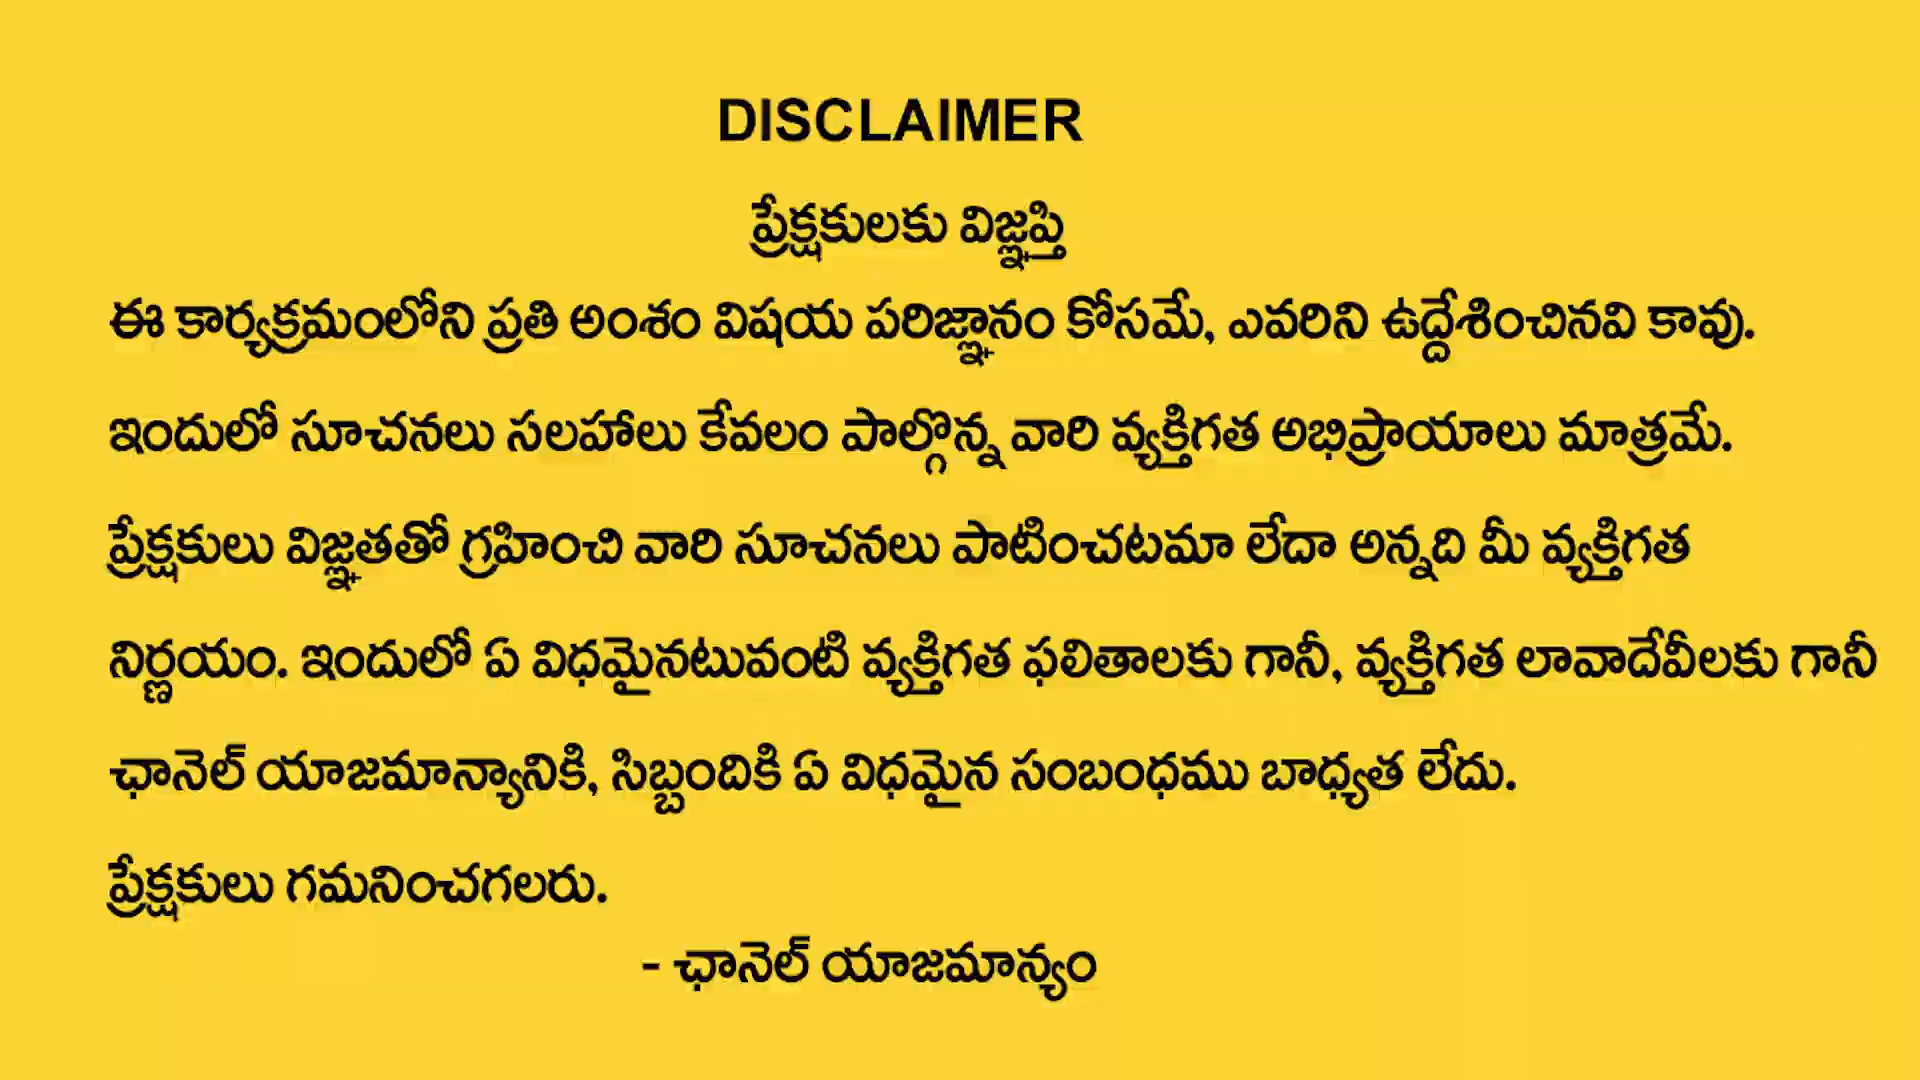 DISCLAIMER
ప్రేక్షకులకు విజ్ఞప్తి
ఈ కార్యక్రమంలోని ప్రతి అంశం విషయ పరిజ్ఞానం కోసమే, ఎవరిని ఉద్దేశించినవి కావు.
ఇందులో సూచనలు సలహాలు కేవలం పాల్గొన్న వారి వ్యక్తిగత అభిప్రాయాలు మాత్రమే.
ప్రేక్షకులు విజ్ఞతతో గ్రహించి వారి సూచనలు పాటించటమా లేదా అన్నది మీ వ్యక్తిగత
నిర్ణయం. ఇందులో ఏ విధమైనటువంటి వ్యక్తిగత ఫలితాలకు గానీ, వ్యక్తిగత లావాదేవీలకు గానీ
ఛానెల్ యాజమాన్యానికి, సిబ్బందికి ఏ విధమైన సంబంధము బాధ్యత లేదు.
ప్రేక్షకులు గమనించగలరు.
- ఛానెల్ యాజమాన్యం